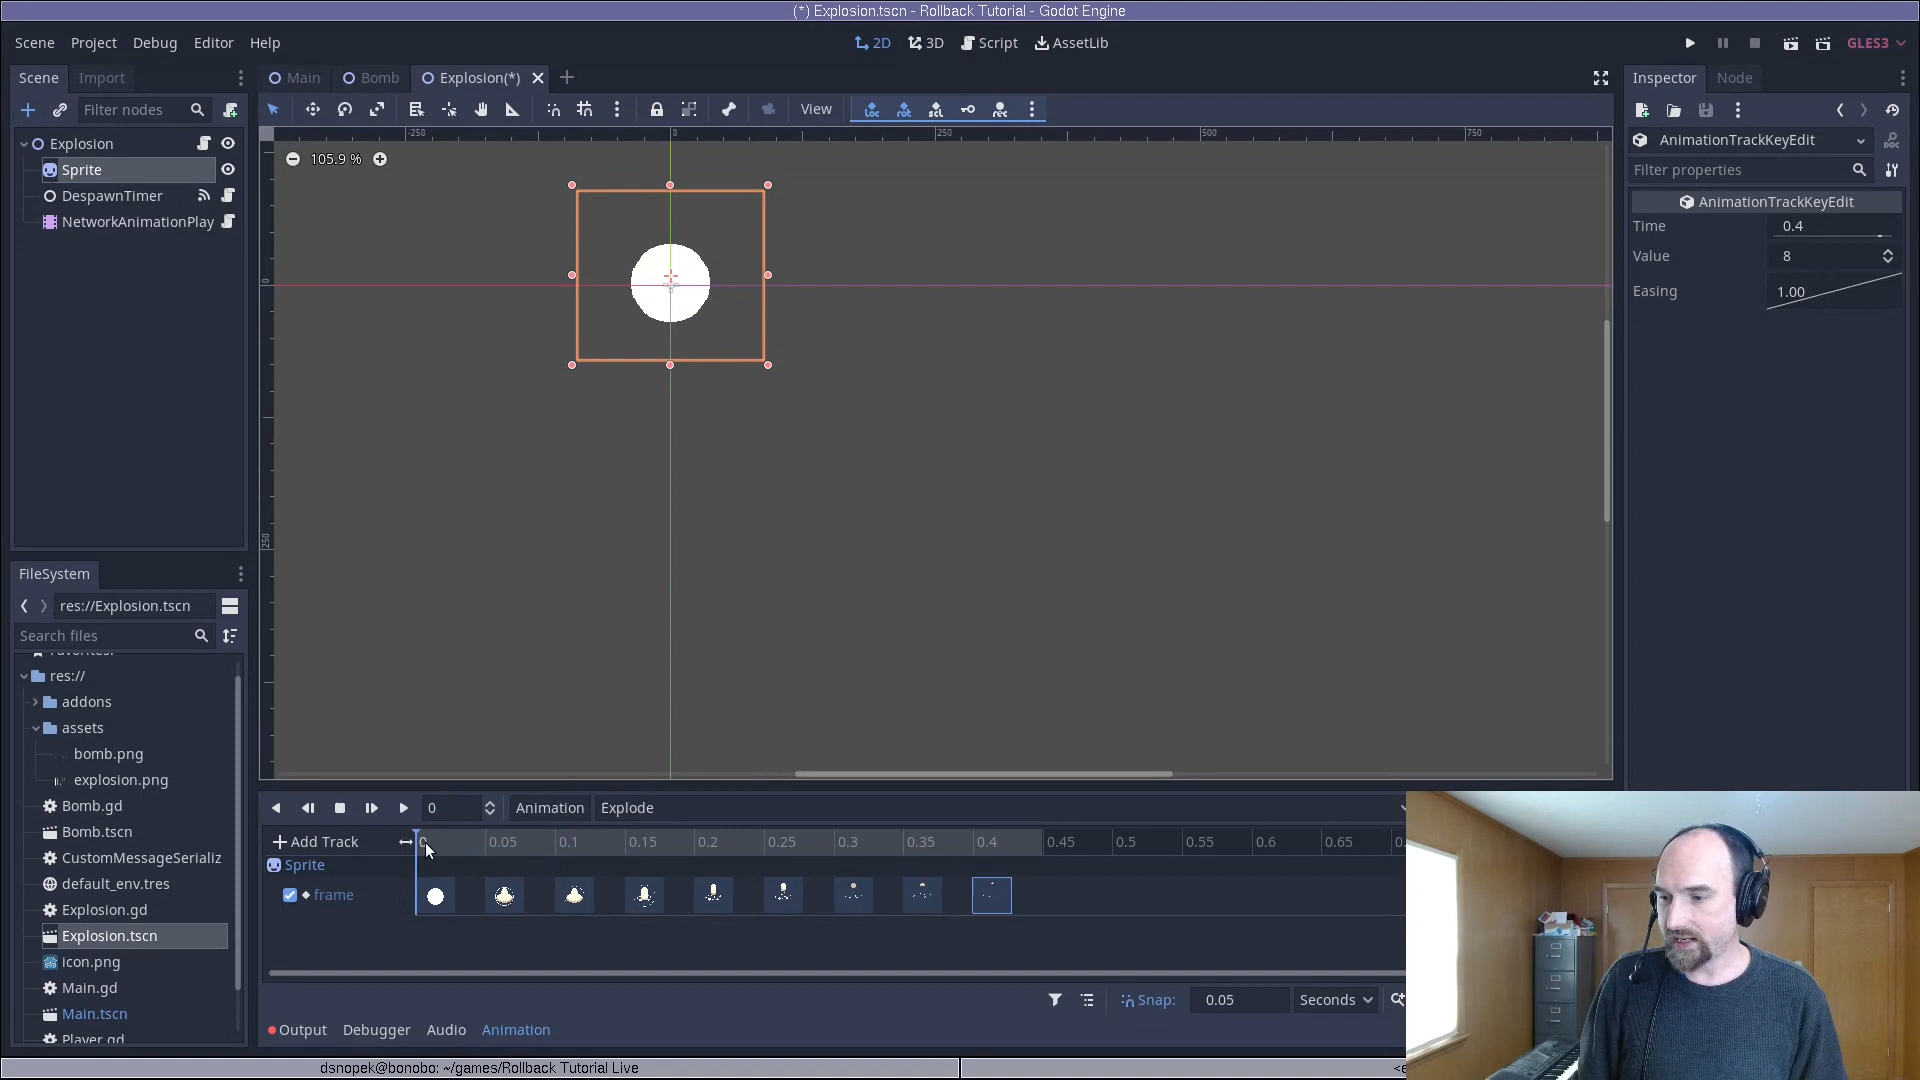 (*) Explosion.tscn - Rollback Tutorial - Godot Engine
Scene Project Debug Editor Help
2D 3D Script AssetLib
GLES3
Scene Import
Main Bomb Explosion(*)
Inspector Node
Filter nodes
View
Explosion
Sprite
DespawnTimer
NetworkAnimationPlay
-250 0 250 500 750
105.9 %
0
250
AnimationTrackKeyEdit
Filter properties
AnimationTrackKeyEdit
Time 0.4
Value 8
Easing 1.00
FileSystem
res://Explosion.tscn
Search files
res://
addons
assets
bomb.png
explosion.png
Bomb.gd
Bomb.tscn
CustomMessageSerializ
default_env.tres
Explosion.gd
Explosion.tscn
icon.png
Main.gd
Main.tscn
Player.gd
0 Animation Explode
Add Track 0 0.05 0.1 0.15 0.2 0.25 0.3 0.35 0.4 0.45 0.5 0.55 0.6 0.65
Sprite
frame
Snap: 0.05 Seconds
Output Debugger Audio Animation
dsnopek@bonobo: ~/games/Rollback Tutorial Live